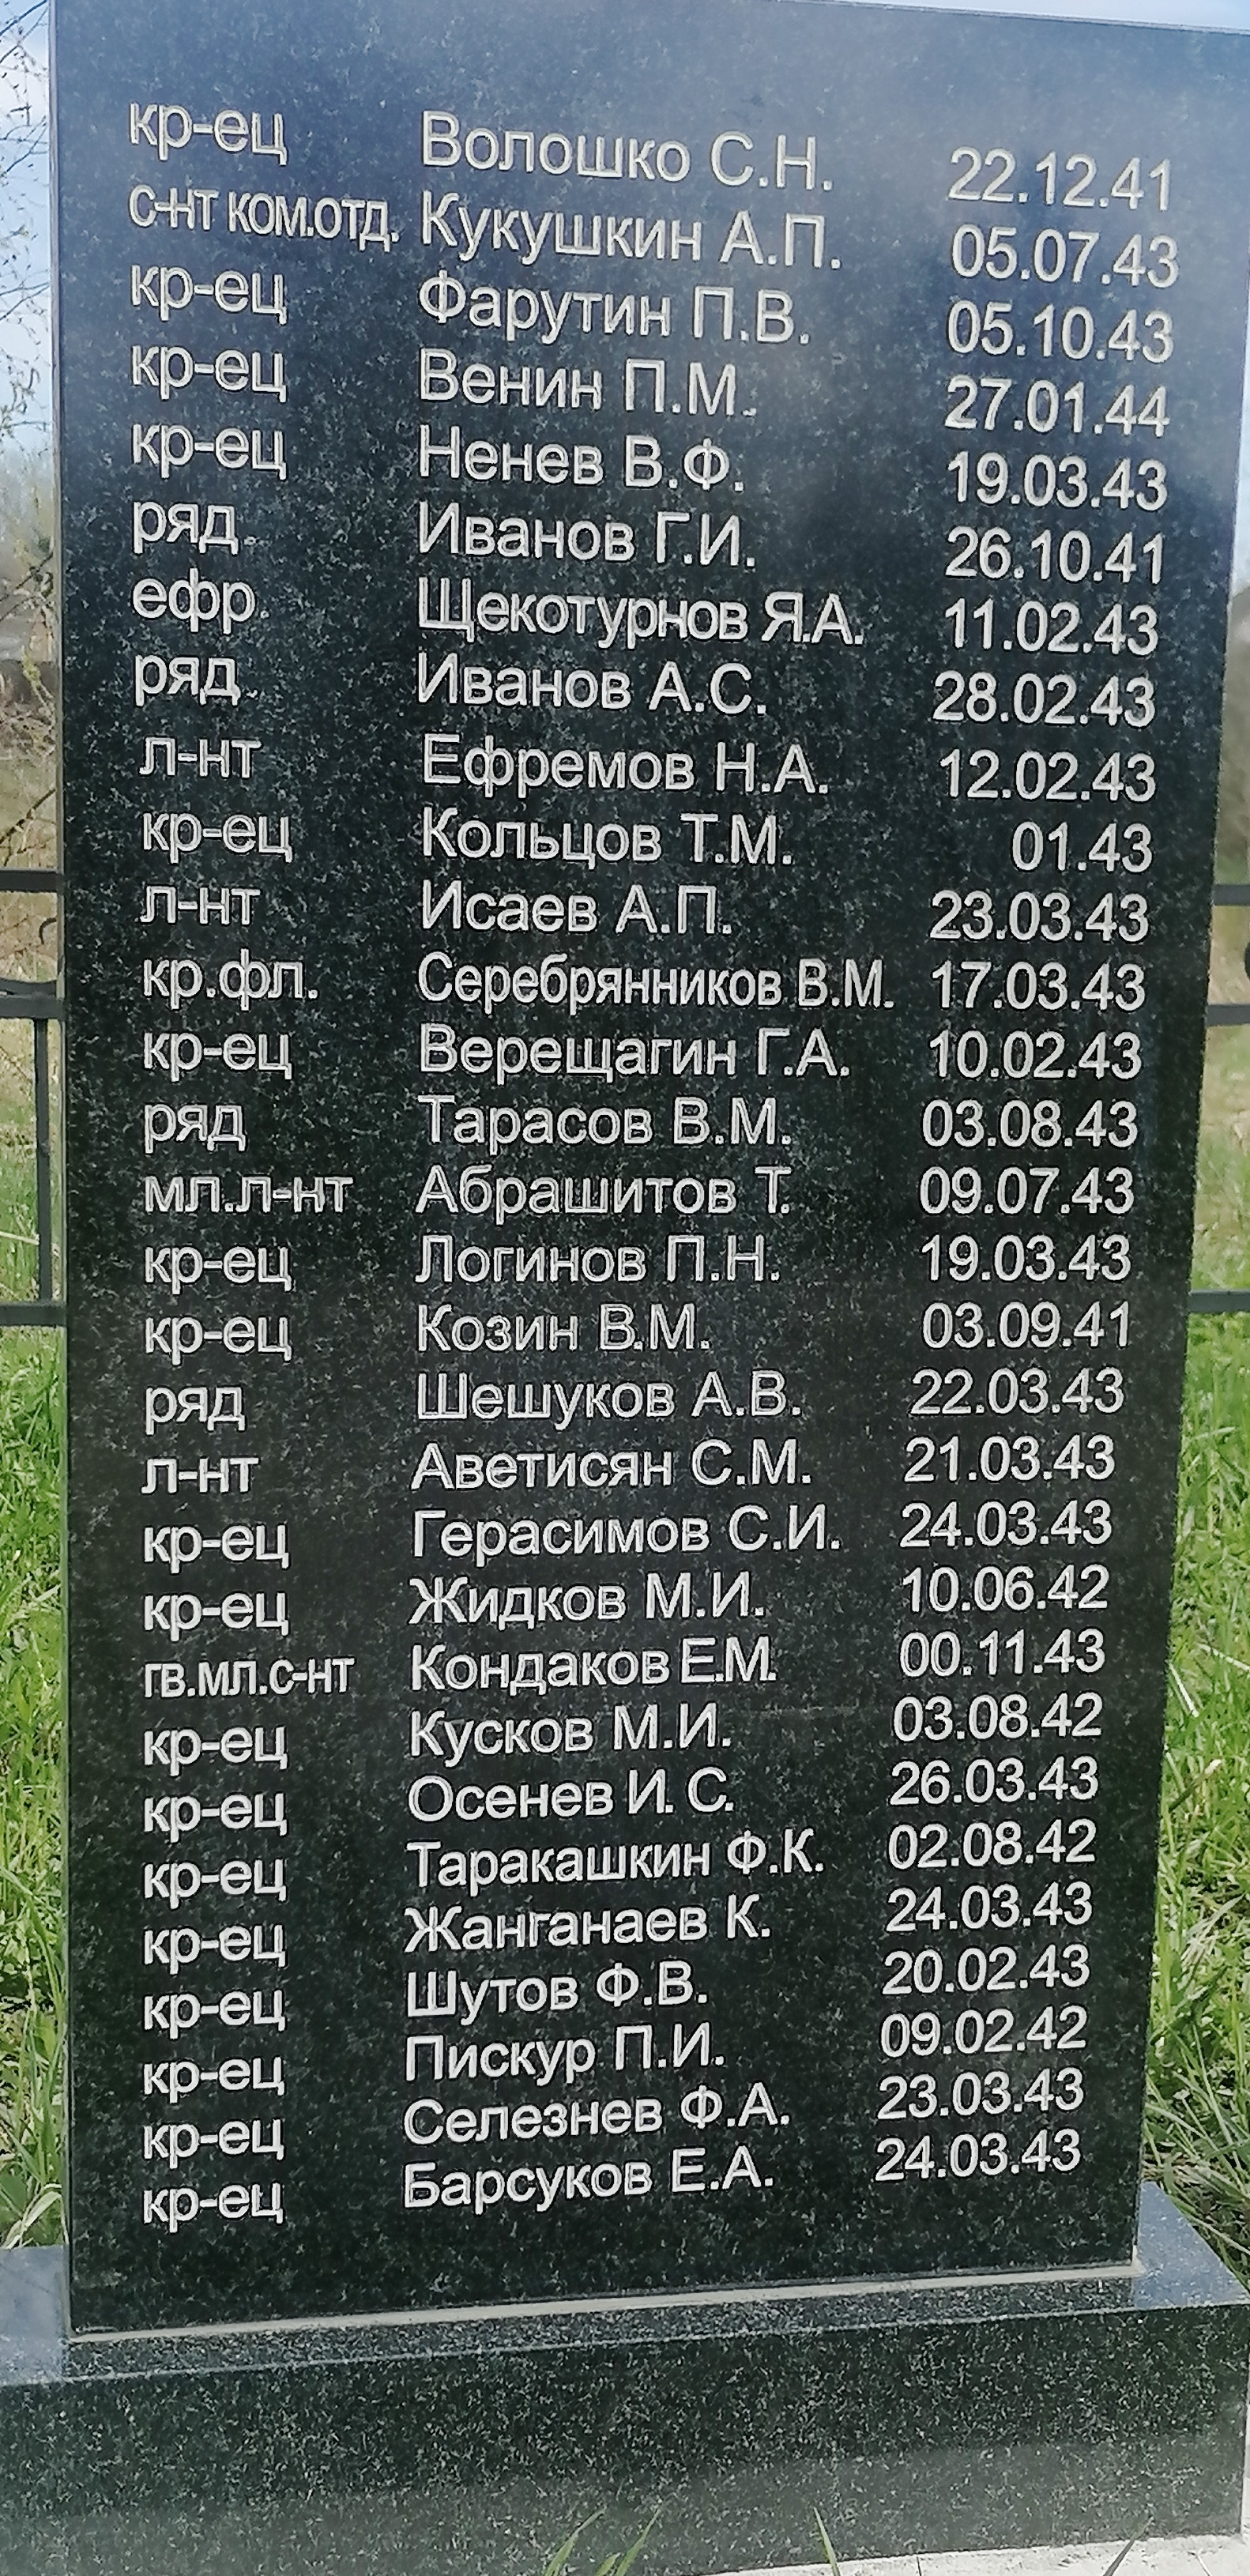 кр-ец Волошко С.Н. 22.12.41
с-нт ком.отд. Кукушкин А.П. 05.07.43
кр-ец Фарутин П.В. 05.10.43
кр-ец Венин П.М. 27.01.44
кр-ец Ненев В.Ф. 19.03.43
ряд. Иванов Г.И. 26.10.41
ефр. Щекотурнов Я.А. 11.02.43
ряд. Иванов А.С. 28.02.43
л-нт Ефремов Н.А. 12.02.43
кр-ец Кольцов Т.М. 01.43
л-нт Исаев А.П. 23.03.43
кр.фл. Серебрянников В.М. 17.03.43
кр-ец Верещагин Г.А. 10.02.43
ряд Тарасов В.М. 03.08.43
мл.л-нт Абрашитов Т. 09.07.43
кр-ец Логинов П.Н. 19.03.43
кр-ец Козин В.М. 03.09.41
ряд Шешуков А.В. 22.03.43
л-нт Аветисян С.М. 21.03.43
кр-ец Герасимов С.И. 24.03.43
кр-ец Жидков М.И. 10.06.42
гв.мл.с-нт Кондаков Е.М. 00.11.43
кр-ец Кусков М.И. 03.08.42
кр-ец Осенев И. С. 26.03.43
кр-ец Таракашкин Ф.К. 02.08.42
кр-ец Жанганаев К. 24.03.43
кр-ец Шутов Ф.В. 20.02.43
кр-ец Пискур П.И. 09.02.42
кр-ец Селезнев Ф.А. 23.03.43
кр-ец Барсуков Е.А. 24.03.43